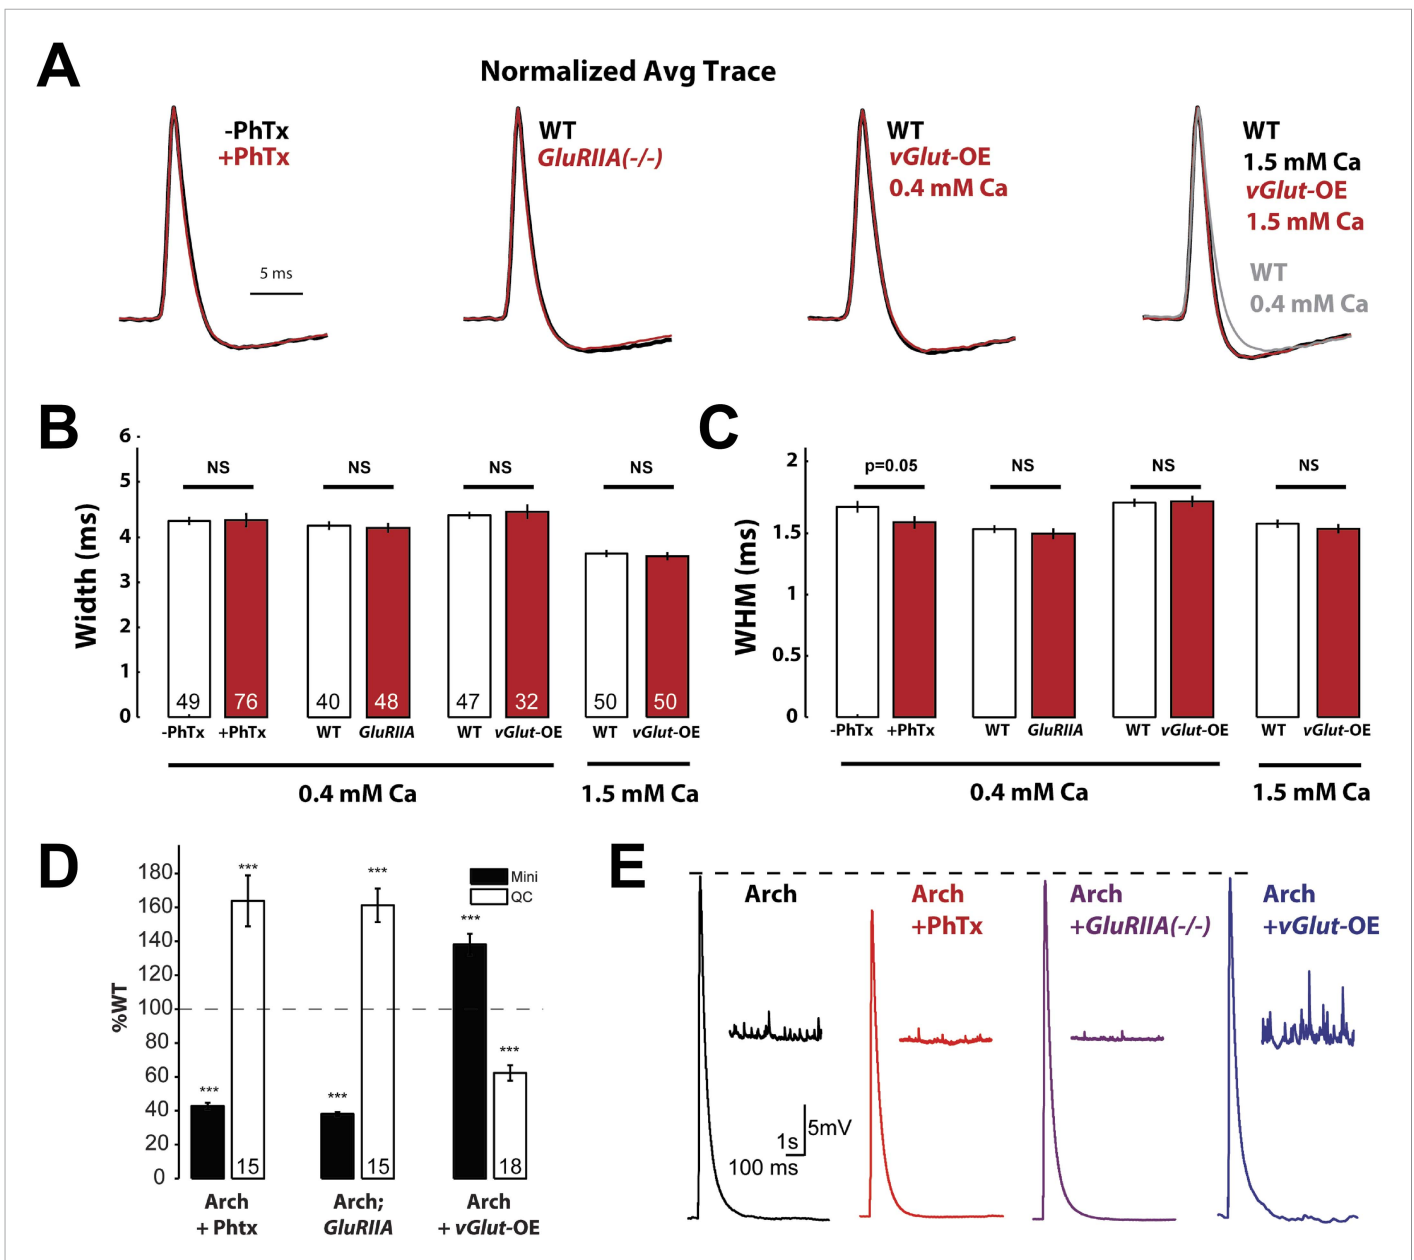 A
Normalized Avg Trace
-PhTx
+PhTx
5 ms
WT
GluRIIA(-/-)
WT
vGlut-OE
0.4 mM Ca
WT
1.5 mM Ca
vGlut-OE
1.5 mM Ca
WT
0.4 mM Ca
B
Width (ms)
6
5
4
3
2
1
0
NS
NS
NS
NS
49
76
40
48
47
32
50
50
-PhTx
+PhTx
WT
GluRIIA
WT
vGlut-OE
WT
vGlut-OE
0.4 mM Ca
1.5 mM Ca
C
WHM (ms)
2
1.5
1
0.5
0
p=0.05
NS
NS
NS
-PhTx
+PhTx
WT
GluRIIA
WT
vGlut-OE
WT
vGlut-OE
0.4 mM Ca
1.5 mM Ca
D
%WT
180
160
140
120
100
80
60
40
20
0
Mini
QC
***
***
***
***
***
***
15
15
18
Arch
+ Phtx
Arch;
GluRIIA
Arch
+ vGlut-OE
E
Arch
Arch
+PhTx
Arch
+GluRIIA(-/-)
Arch
+vGlut-OE
5mV
1s
100 ms